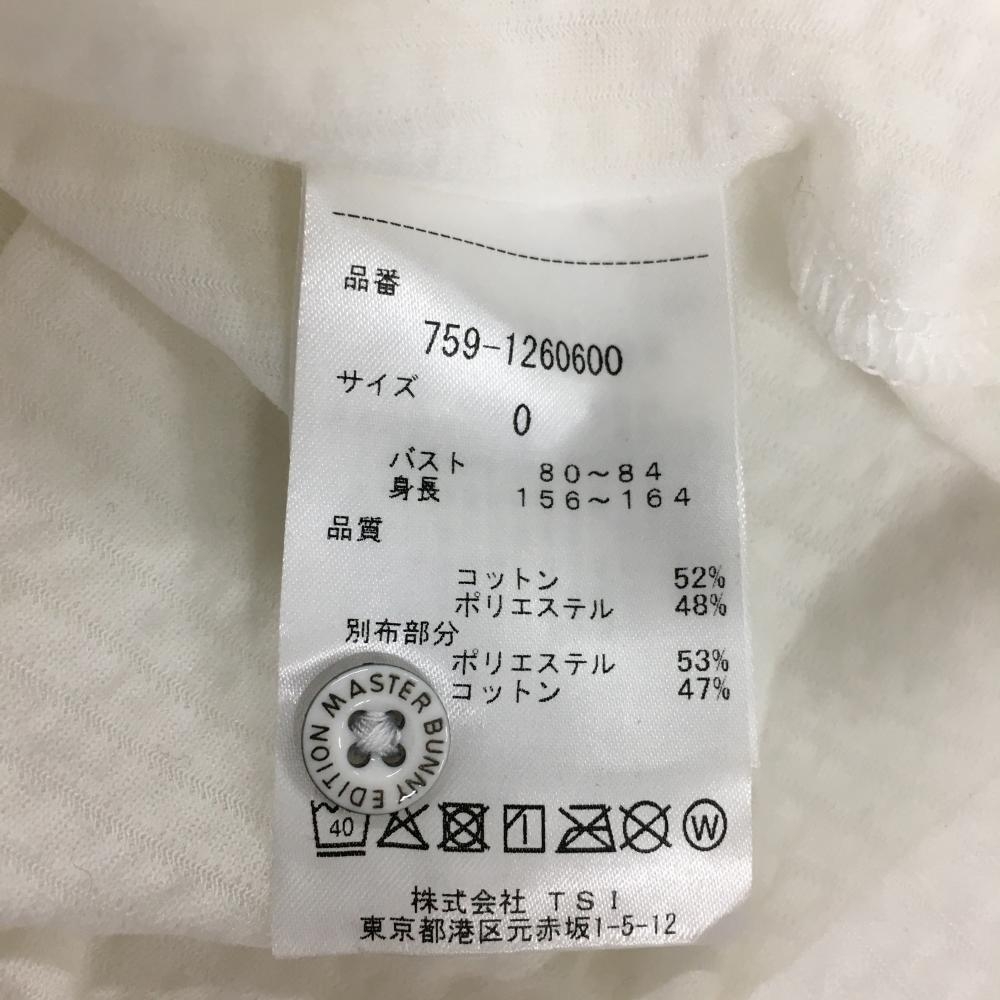 品番
759-1260600
サイズ
0
バスト 80～84
身長 156～164
品質
コットン 52%
ポリエステル 48%
別布部分
ポリエステル 53%
コットン 47%
MASTER BUNNY EDITION
40
W
株式会社 TSI
東京都港区元赤坂1-5-12